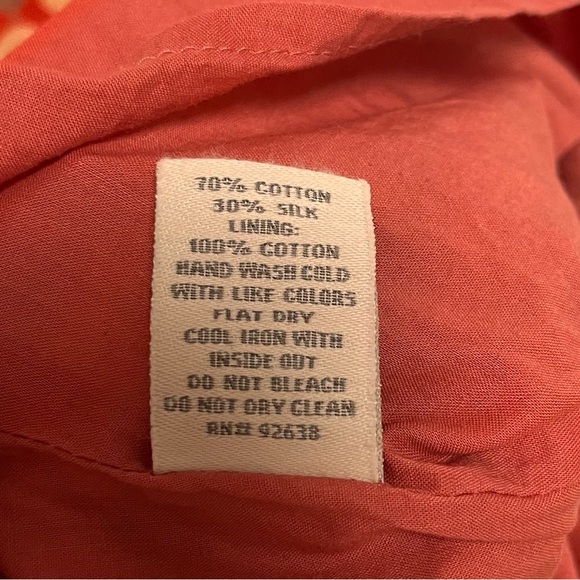 70% COTTON
30% SILK
LINING:
100% COTTON
HAND WASH COLD
WITH LIKE COLORS
FLAT DRY
COOL IRON WITH
INSIDE OUT
DO NOT BLEACH
DO NOT DRY CLEAN
RN# 92638